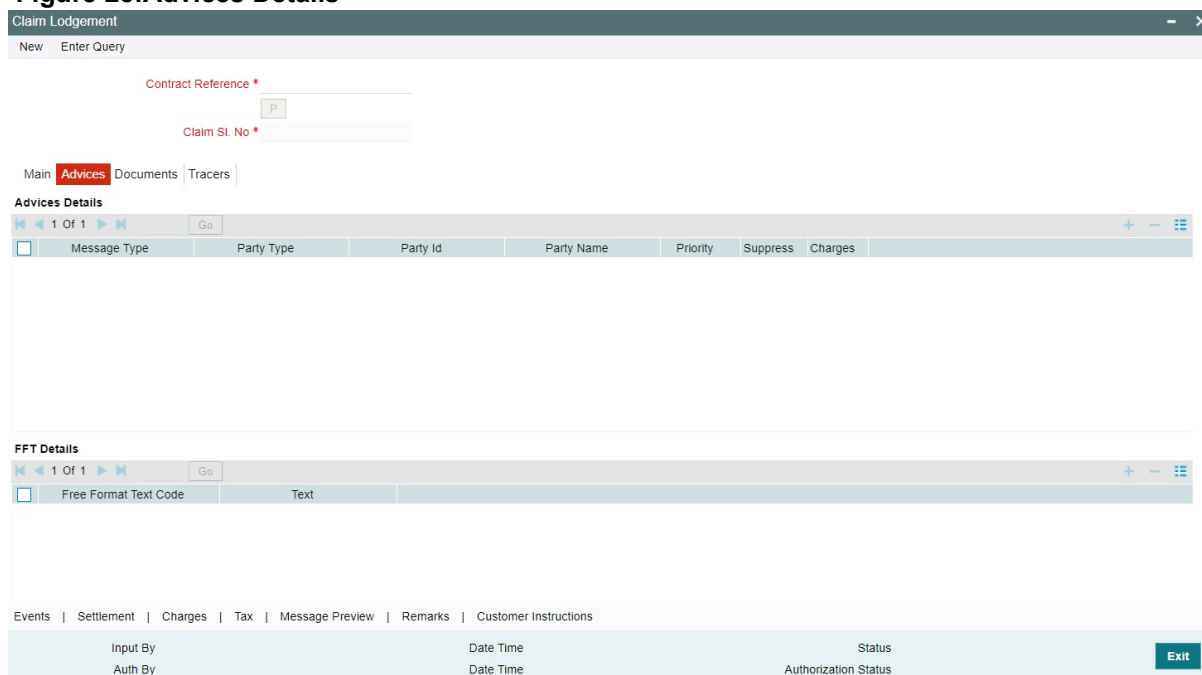 Claim Lodgement
New Enter Query
Contract Reference *
P
Claim Sl. No *
Main Advices Documents Tracers
Advices Details
1 Of 1 Go
Message Type Party Type Party Id Party Name Priority Suppress Charges
FFT Details
1 Of 1 Go
Free Format Text Code Text
Events | Settlement | Charges | Tax | Message Preview | Remarks | Customer Instructions
Input By Date Time Status
Exit
Auth By Date Time Authorization Status